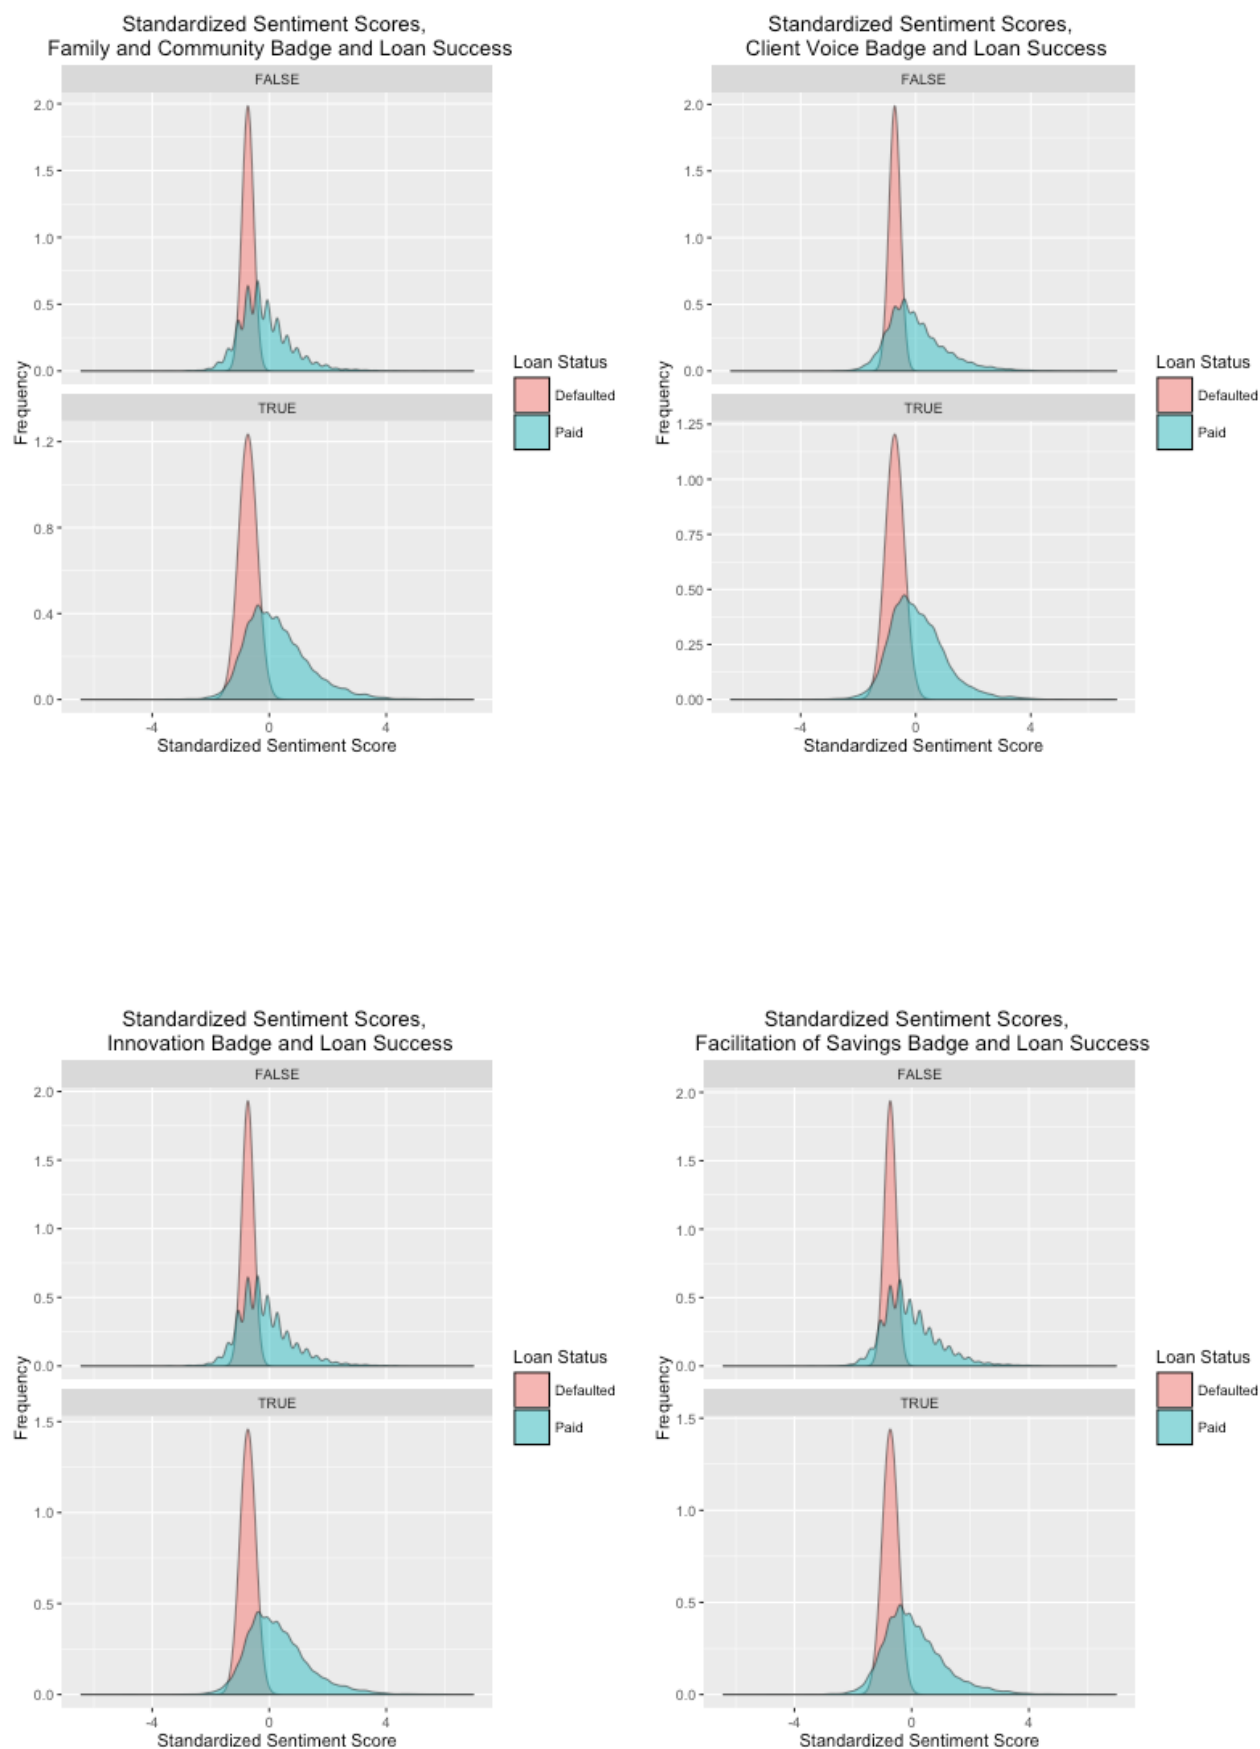 Standardized Sentiment Scores,
Family and Community Badge and Loan Success
FALSE
2.0
1.5
1.0
0.5
0.0
TRUE
1.2
0.8
0.4
0.0
-4 0 4
Standardized Sentiment Score
Frequency
Loan Status
Defaulted
Paid
Standardized Sentiment Scores,
Client Voice Badge and Loan Success
FALSE
2.0
1.5
1.0
0.5
0.0
TRUE
1.25
1.00
0.75
0.50
0.25
0.00
-4 0 4
Standardized Sentiment Score
Frequency
Loan Status
Defaulted
Paid
Standardized Sentiment Scores,
Innovation Badge and Loan Success
FALSE
2.0
1.5
1.0
0.5
0.0
TRUE
1.5
1.0
0.5
0.0
-4 0 4
Standardized Sentiment Score
Frequency
Loan Status
Defaulted
Paid
Standardized Sentiment Scores,
Facilitation of Savings Badge and Loan Success
FALSE
2.0
1.5
1.0
0.5
0.0
TRUE
1.5
1.0
0.5
0.0
-4 0 4
Standardized Sentiment Score
Frequency
Loan Status
Defaulted
Paid